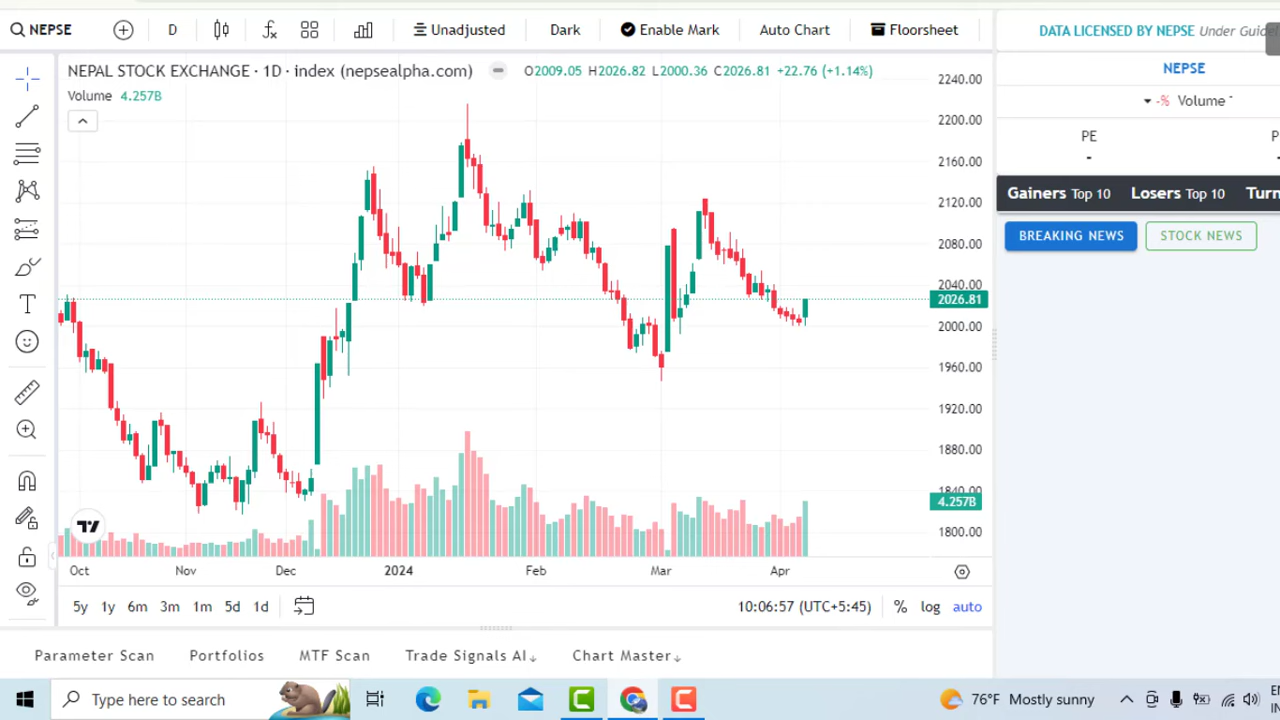 NEPSE D Unadjusted Dark Enable Mark Auto Chart Floorsheet
DATA LICENSED BY NEPSE Under Guide
NEPAL STOCK EXCHANGE · 1D · index (nepsealpha.com) O2009.05 H2026.82 L2000.36 C2026.81 +22.76 (+1.14%)
Volume 4.257B
NEPSE
-% Volume -
PE P
- -
Gainers Top 10 Losers Top 10 Turn
BREAKING NEWS STOCK NEWS
2240.00
2200.00
2160.00
2120.00
2080.00
2040.00
2026.81
2000.00
1960.00
1920.00
1880.00
1840.00
4.257B
1800.00
Oct Nov Dec 2024 Feb Mar Apr
5y 1y 6m 3m 1m 5d 1d 10:06:57 (UTC+5:45) % log auto
Parameter Scan Portfolios MTF Scan Trade Signals AI↓ Chart Master↓
Type here to search 76°F Mostly sunny